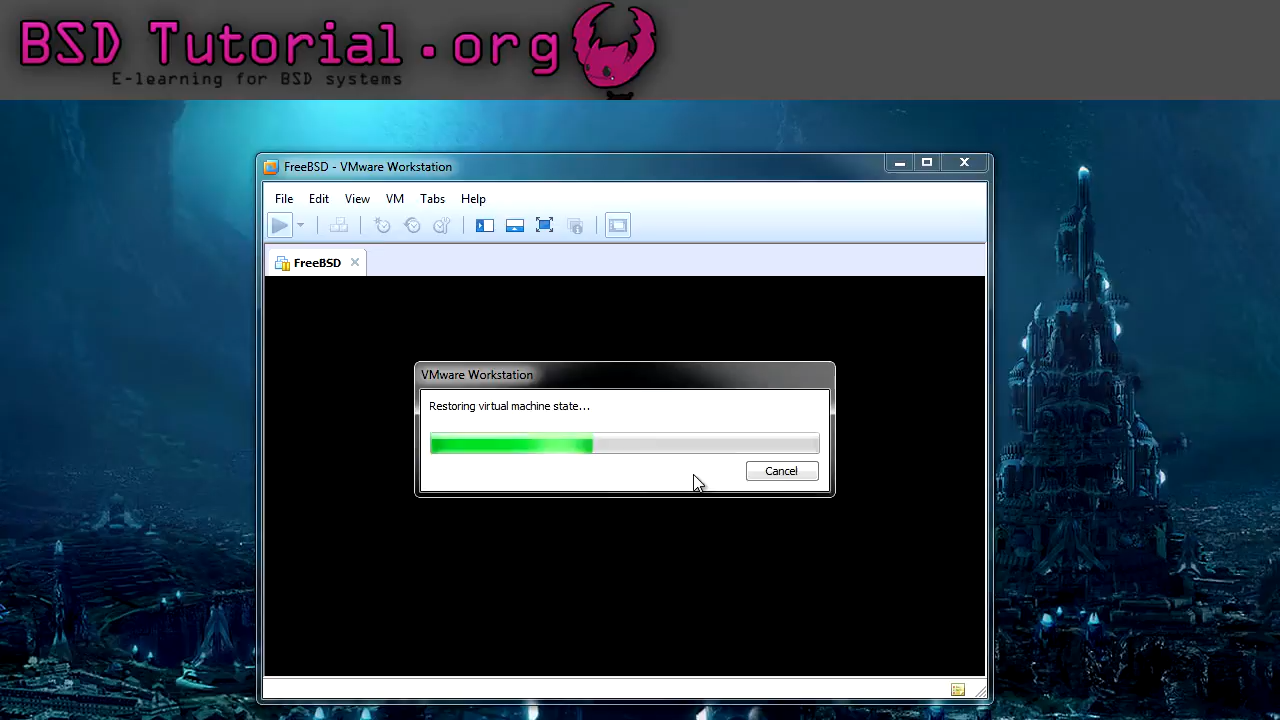 BSD Tutorial.org
E-learning for BSD systems
FreeBSD - VMware Workstation
File Edit View VM Tabs Help
FreeBSD
VMware Workstation
Restoring virtual machine state...
Cancel